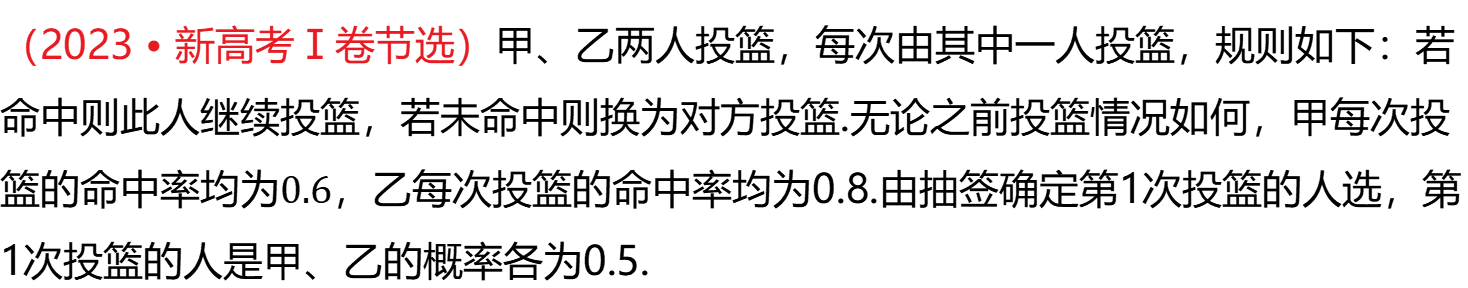 （2023 • 新高考Ⅰ卷节选）甲、乙两人投篮，每次由其中一人投篮，规则如下：若
命中则此人继续投篮，若未命中则换为对方投篮.无论之前投篮情况如何，甲每次投
篮的命中率均为0.6，乙每次投篮的命中率均为0.8.由抽签确定第1次投篮的人选，第
1次投篮的人是甲、乙的概率各为0.5.